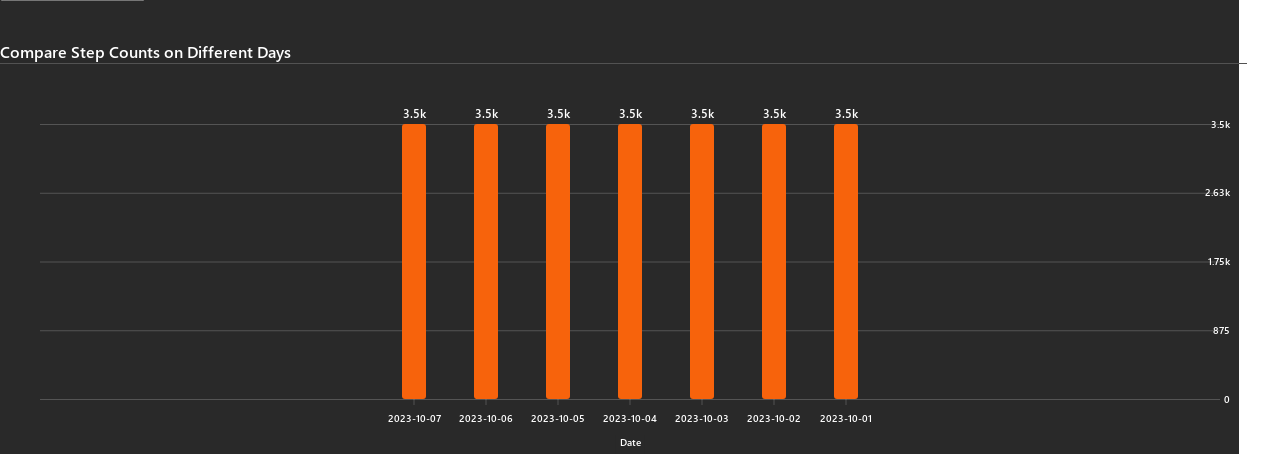 Compare Step Counts on Different Days
3.5k 3.5k 3.5k 3.5k 3.5k 3.5k 3.5k
3.5k
2.63k
1.75k
875
0
2023-10-07 2023-10-06 2023-10-05 2023-10-04 2023-10-03 2023-10-02 2023-10-01
Date